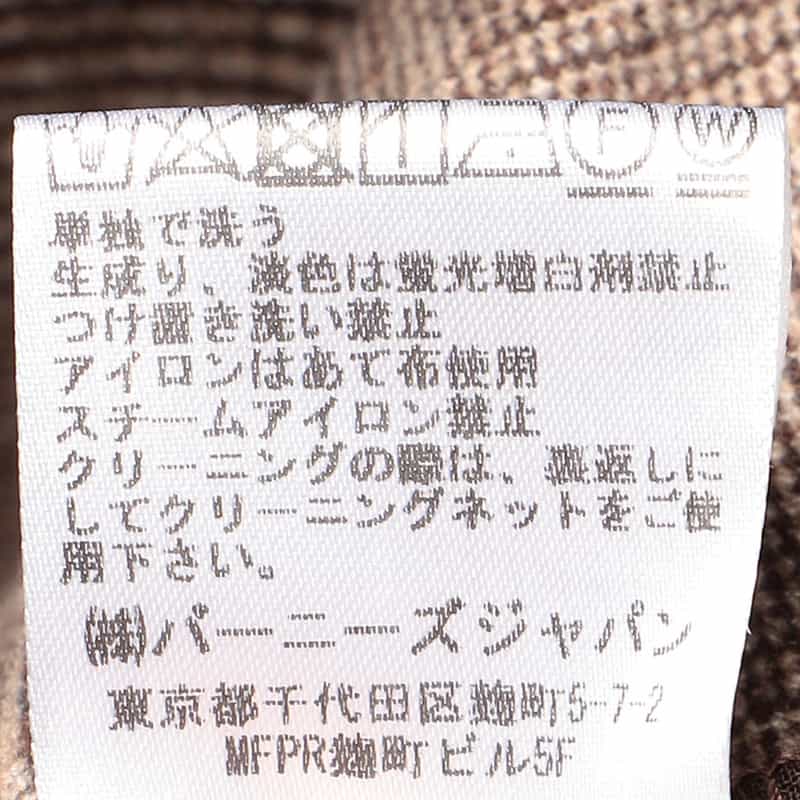 F W
単独で洗う
生成り、淡色は蛍光増白剤禁止
つけ置き洗い禁止
アイロンはあて布使用
スチームアイロン禁止
クリーニングの際は、裏返しに
してクリーニングネットをご使
用下さい。
㈱バーニーズジャパン
東京都千代田区麹町5-7-2
MFPR麹町ビル5F